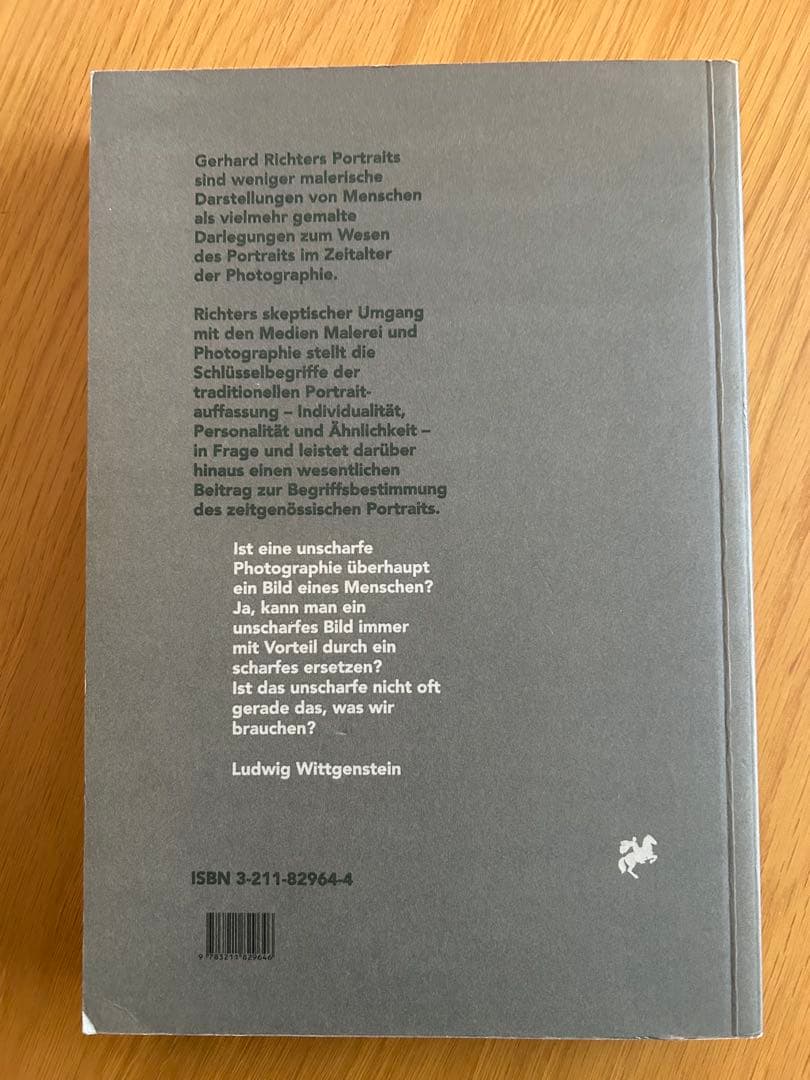 Gerhard Richters Portraits
sind weniger malerische
Darstellungen von Menschen
als vielmehr gemalte
Darlegungen zum Wesen
des Portraits im Zeitalter
der Photographie.
Richters skeptischer Umgang
mit den Medien Malerei und
Photographie stellt die
Schlüsselbegriffe der
traditionellen Portrait-
auffassung – Individualität,
Personalität und Ähnlichkeit –
in Frage und leistet darüber
hinaus einen wesentlichen
Beitrag zur Begriffsbestimmung
des zeitgenössischen Portraits.
Ist eine unscharfe
Photographie überhaupt
ein Bild eines Menschen?
Ja, kann man ein
unscharfes Bild immer
mit Vorteil durch ein
scharfes ersetzen?
Ist das unscharfe nicht oft
gerade das, was wir
brauchen?
Ludwig Wittgenstein
ISBN 3-211-82964-4
9 783211 829646